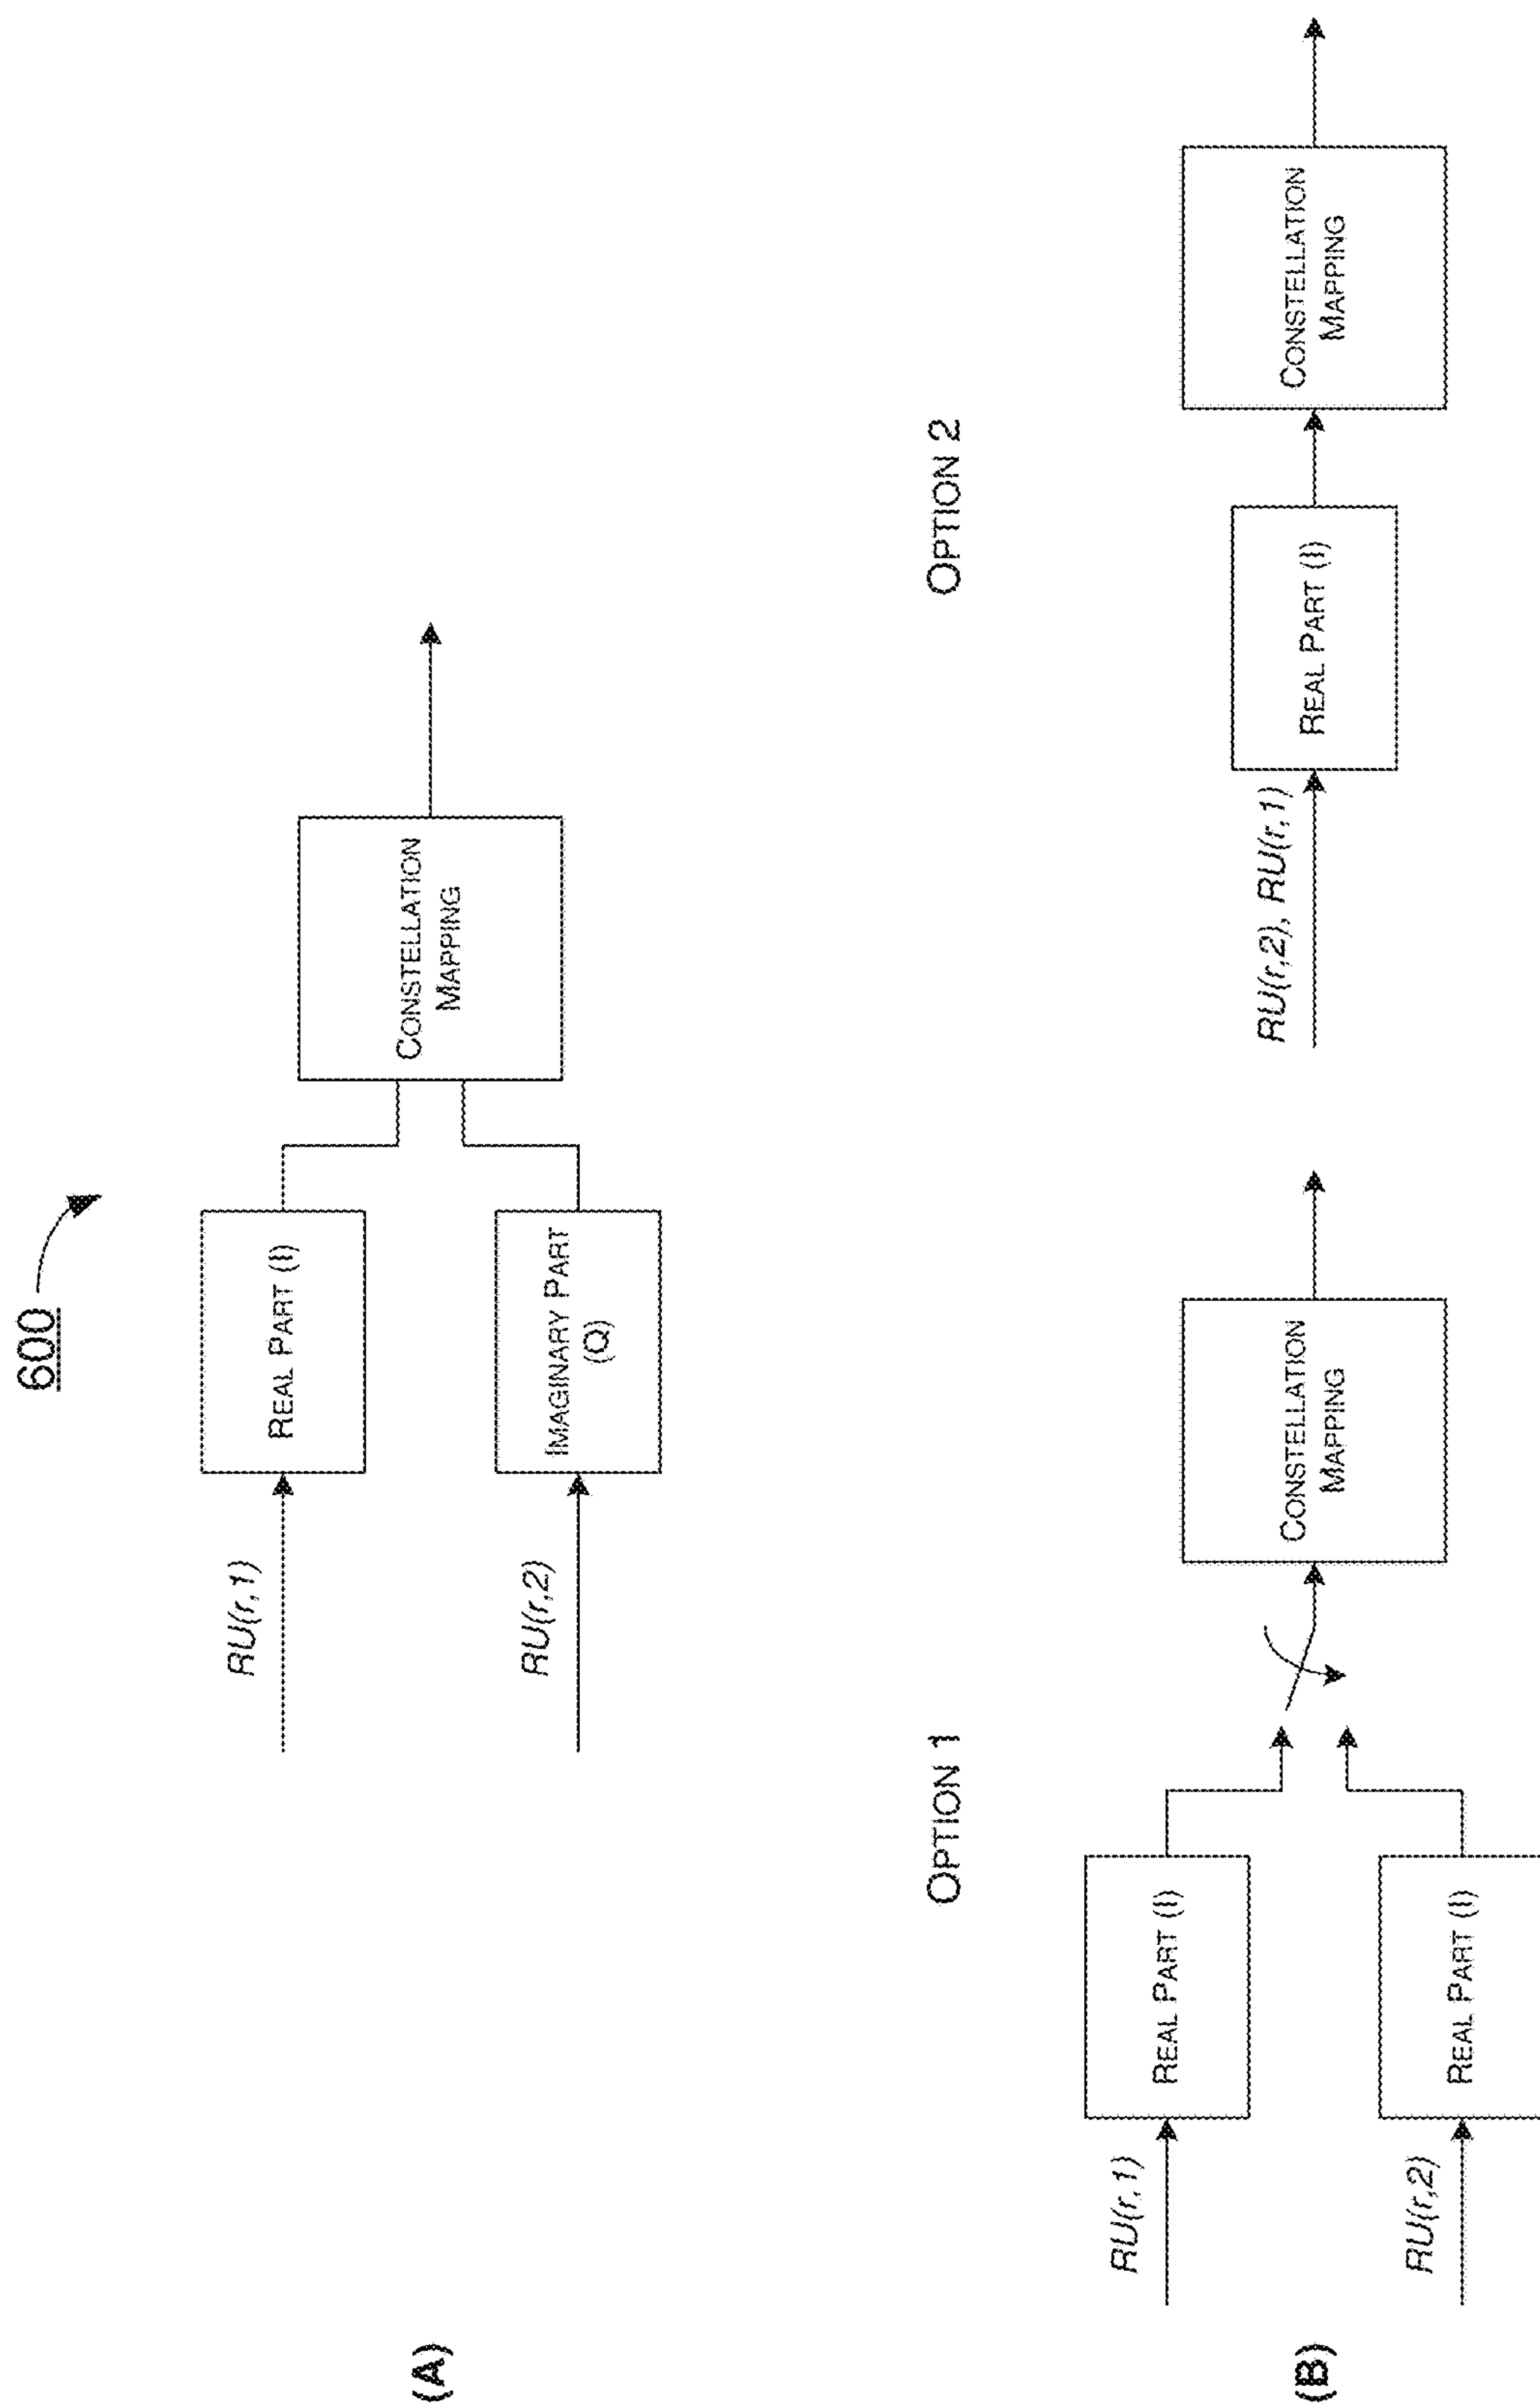 600
RU(r,1)
REAL PART (I)
RU(r,2)
IMAGINARY PART
(Q)
CONSTELLATION
MAPPING
(A)
OPTION 1
RU(r,1)
REAL PART (I)
RU(r,2)
REAL PART (I)
CONSTELLATION
MAPPING
OPTION 2
RU(r,2), RU(r,1)
REAL PART (I)
CONSTELLATION
MAPPING
(B)